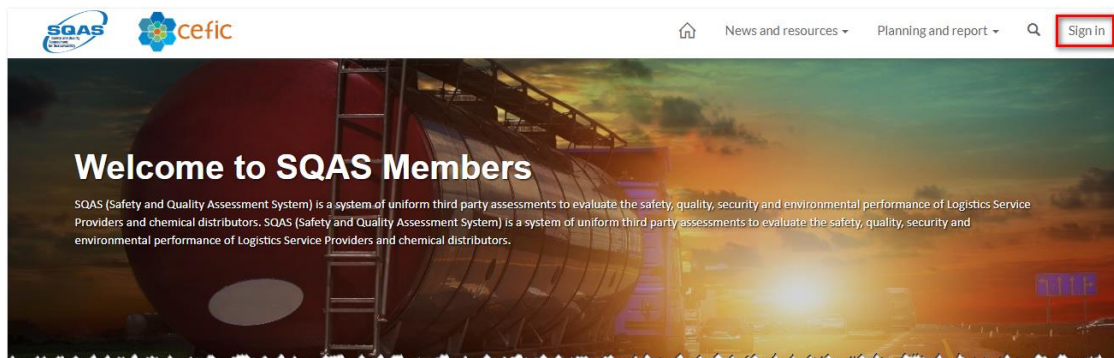 SQAS
cefic
News and resources
Planning and report
Sign in
Welcome to SQAS Members
SQAS (Safety and Quality Assessment System) is a system of uniform third party assessments to evaluate the safety, quality, security and environmental performance of Logistics Service
Providers and chemical distributors. SQAS (Safety and Quality Assessment System) is a system of uniform third party assessments to evaluate the safety, quality, security and
environmental performance of Logistics Service Providers and chemical distributors.